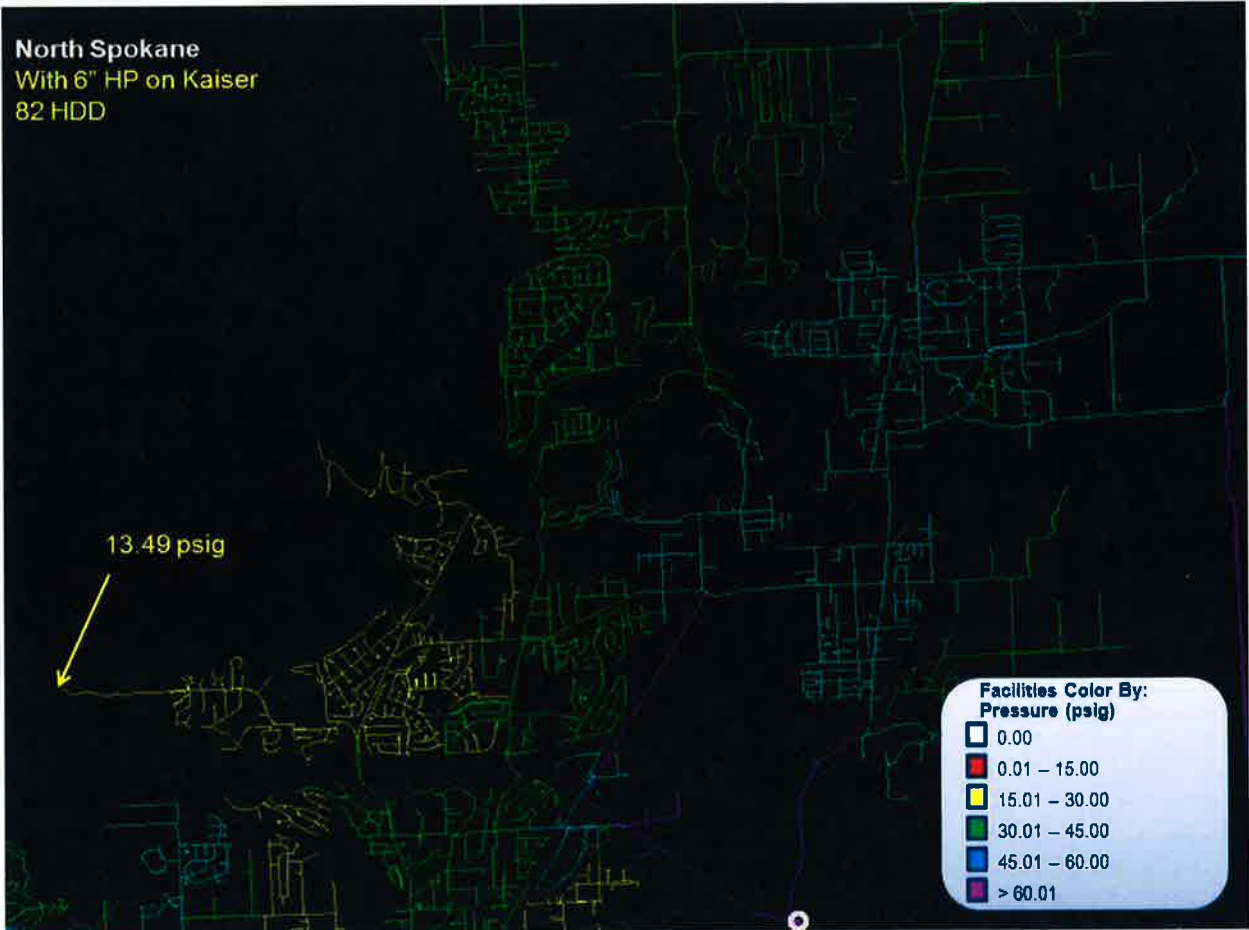 North Spokane
With 6" HP on Kaiser
82 HDD
13.49 psig
Facilities Color By:
Pressure (psig)
0.00
0.01 – 15.00
15.01 – 30.00
30.01 – 45.00
45.01 – 60.00
> 60.01